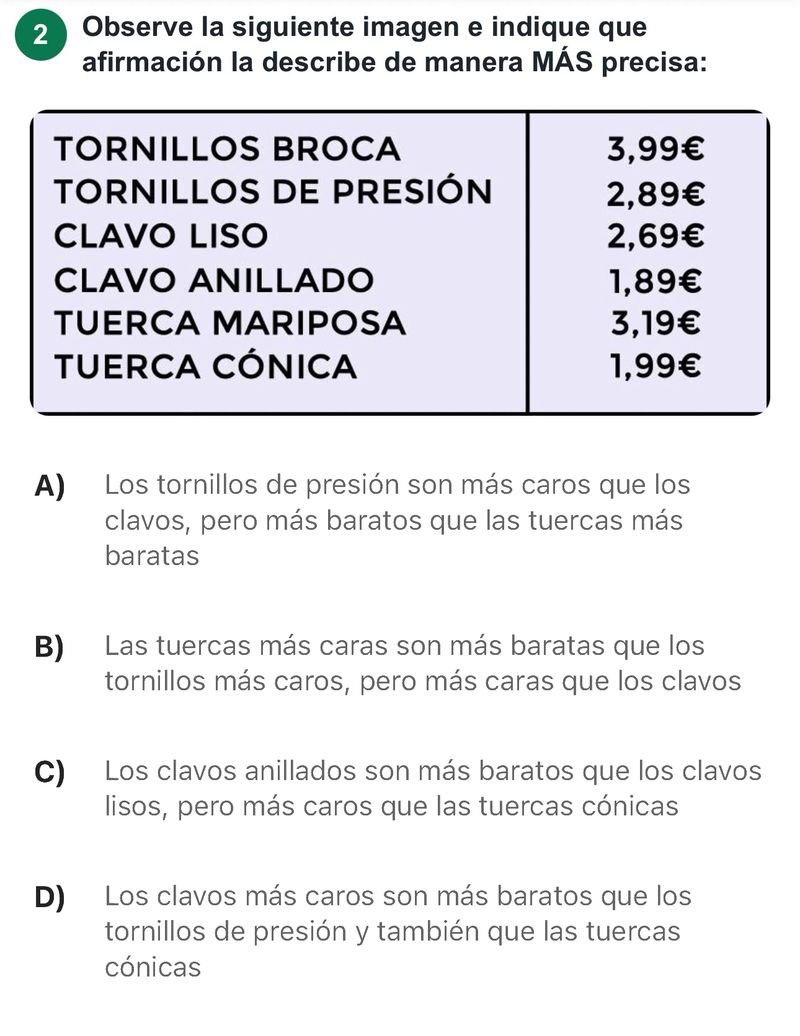 2 Observe la siguiente imagen e indique que
afirmación la describe de manera MÁS precisa:
TORNILLOS BROCA 3,99€
TORNILLOS DE PRESIÓN 2,89€
CLAVO LISO 2,69€
CLAVO ANILLADO 1,89€
TUERCA MARIPOSA 3,19€
TUERCA CÓNICA 1,99€
A) Los tornillos de presión son más caros que los
clavos, pero más baratos que las tuercas más
baratas
B) Las tuercas más caras son más baratas que los
tornillos más caros, pero más caras que los clavos
C) Los clavos anillados son más baratos que los clavos
lisos, pero más caros que las tuercas cónicas
D) Los clavos más caros son más baratos que los
tornillos de presión y también que las tuercas
cónicas